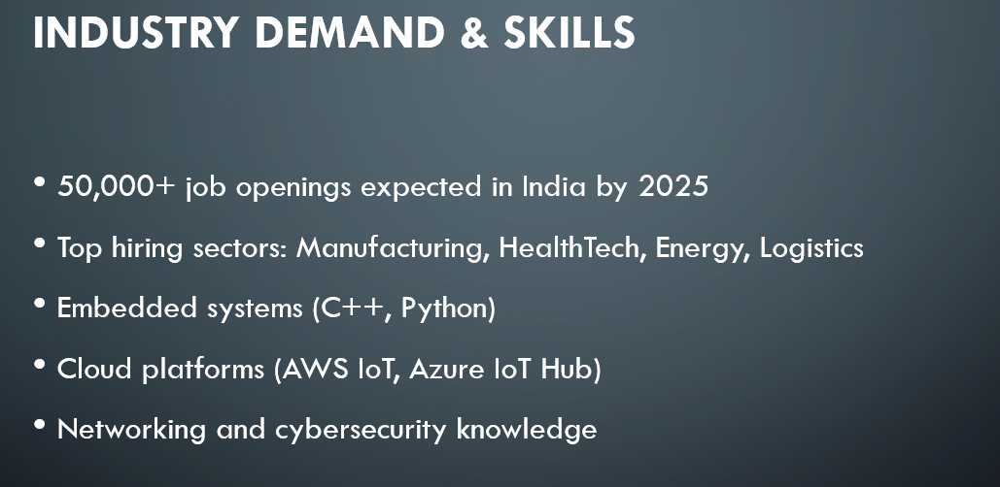 INDUSTRY DEMAND & SKILLS
• 50,000+ job openings expected in India by 2025
• Top hiring sectors: Manufacturing, HealthTech, Energy, Logistics
• Embedded systems (C++, Python)
• Cloud platforms (AWS IoT, Azure IoT Hub)
• Networking and cybersecurity knowledge